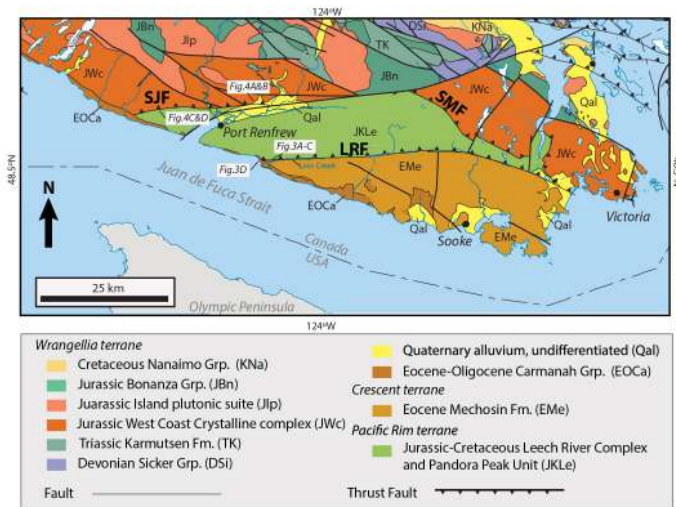 124ºW
JBn
JIp
TK
DSi
KNa
JWc
JBn
SJF
Fig.4A&B
JWc
JWc
SMF
Qal
EOCa
Fig.4C&D
Qal
Port Renfrew
JKLe
JWc
48.5ºN
Fig.3A-C
LRF
EMe
Fig.3D
Juan de Fuca Strait
EOCa
Victoria
N
Qal
Sooke
EMe
Qal
Canada
USA
25 km
Olympic Peninsula
124ºW
Wrangellia terrane
Cretaceous Nanaimo Grp. (KNa)
Jurassic Bonanza Grp. (JBn)
Juarassic Island plutonic suite (JIp)
Jurassic West Coast Crystalline complex (JWc)
Triassic Karmutsen Fm. (TK)
Devonian Sicker Grp. (DSi)
Quaternary alluvium, undifferentiated (Qal)
Eocene-Oligocene Carmanah Grp. (EOCa)
Crescent terrane
Eocene Mechosin Fm. (EMe)
Pacific Rim terrane
Jurassic-Cretaceous Leech River Complex
and Pandora Peak Unit (JKLe)
Fault
Thrust Fault